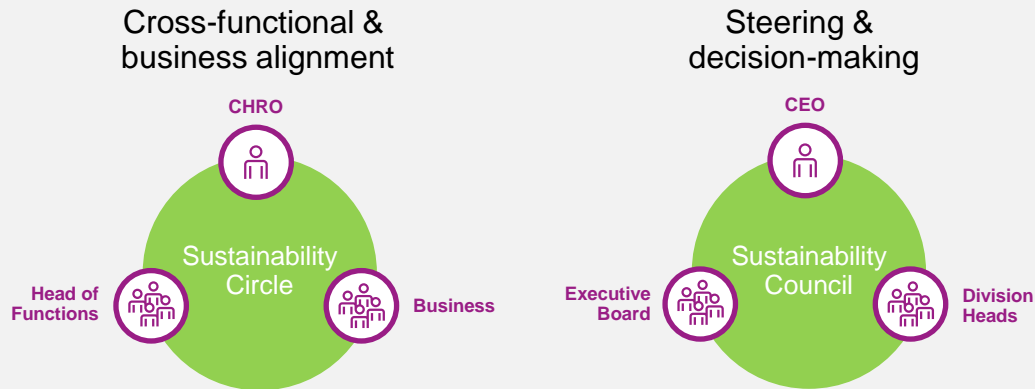 Cross-functional &
business alignment
CHRO
Sustainability
Circle
Head of
Functions
Business
Steering &
decision-making
CEO
Sustainability
Council
Executive
Board
Division
Heads